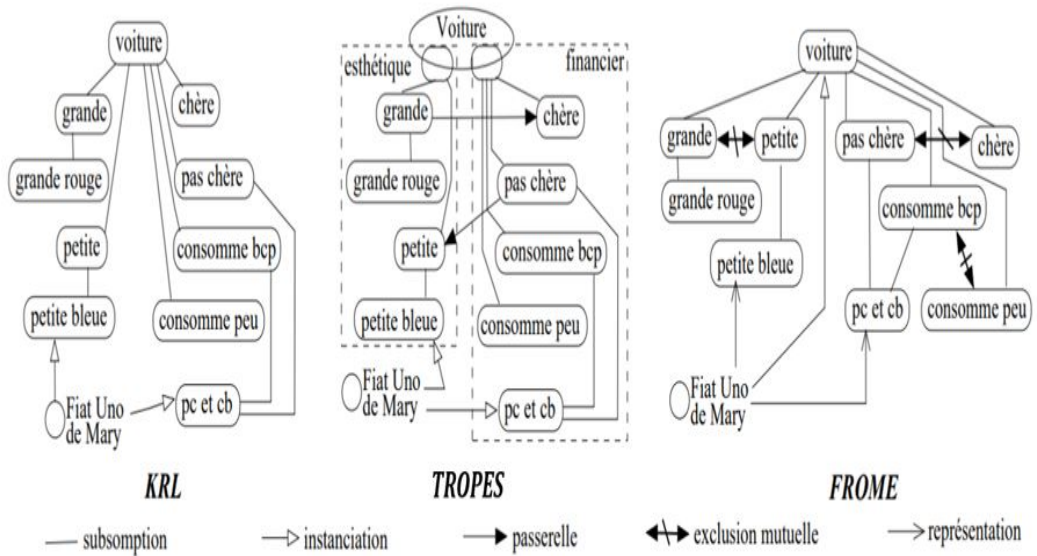 voiture
grande
chère
grande rouge
pas chère
petite
consomme bcp
petite bleue
consomme peu
Fiat Uno
de Mary
pc et cb
KRL
Voiture
esthétique
financier
grande
chère
grande rouge
pas chère
petite
consomme bcp
petite bleue
consomme peu
Fiat Uno
de Mary
pc et cb
TROPES
voiture
grande
petite
pas chère
chère
grande rouge
consomme bcp
petite bleue
pc et cb
consomme peu
Fiat Uno
de Mary
FROME
subsomption
instanciation
passerelle
exclusion mutuelle
représentation